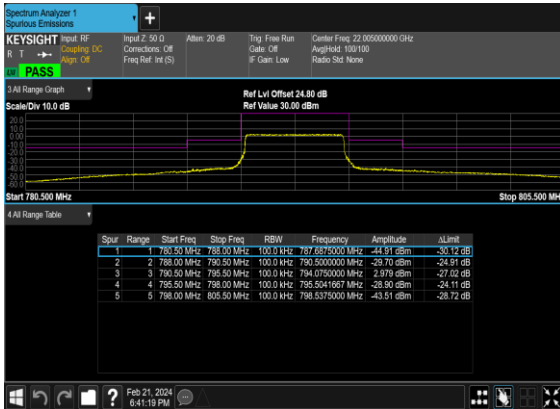 Spectrum Analyzer 1
Spurious Emissions
KEYSIGHT Input: RF Input Z: 50 Ω Atten: 20 dB Trig: Free Run Center Freq: 22.005000000 GHz
R T Coupling: DC Corrections: Off Gate: Off Avg|Hold: 100/100
Align: Off Freq Ref: Int (S) IF Gain: Low Radio Std: None
PASS
3 All Range Graph Ref Lvl Offset 24.80 dB
Scale/Div 10.0 dB Ref Value 30.00 dBm
20.0
10.0
0.00
-10.0
-20.0
-30.0
-40.0
-50.0
-60.0
Start 780.500 MHz Stop 805.500 MH
4 All Range Table
Spur Range Start Freq Stop Freq RBW Frequency Amplitude ΔLimit
1 1 780.50 MHz 788.00 MHz 100.0 kHz 787.6875000 MHz -44.91 dBm -30.12 dB
2 2 788.00 MHz 790.50 MHz 100.0 kHz 790.5000000 MHz -29.70 dBm -24.91 dB
3 3 790.50 MHz 795.50 MHz 100.0 kHz 794.0750000 MHz 2.979 dBm -27.02 dB
4 4 795.50 MHz 798.00 MHz 100.0 kHz 795.5041667 MHz -28.90 dBm -24.11 dB
5 5 798.00 MHz 805.50 MHz 100.0 kHz 798.5375000 MHz -43.51 dBm -28.72 dB
Feb 21, 2024
6:41:19 PM